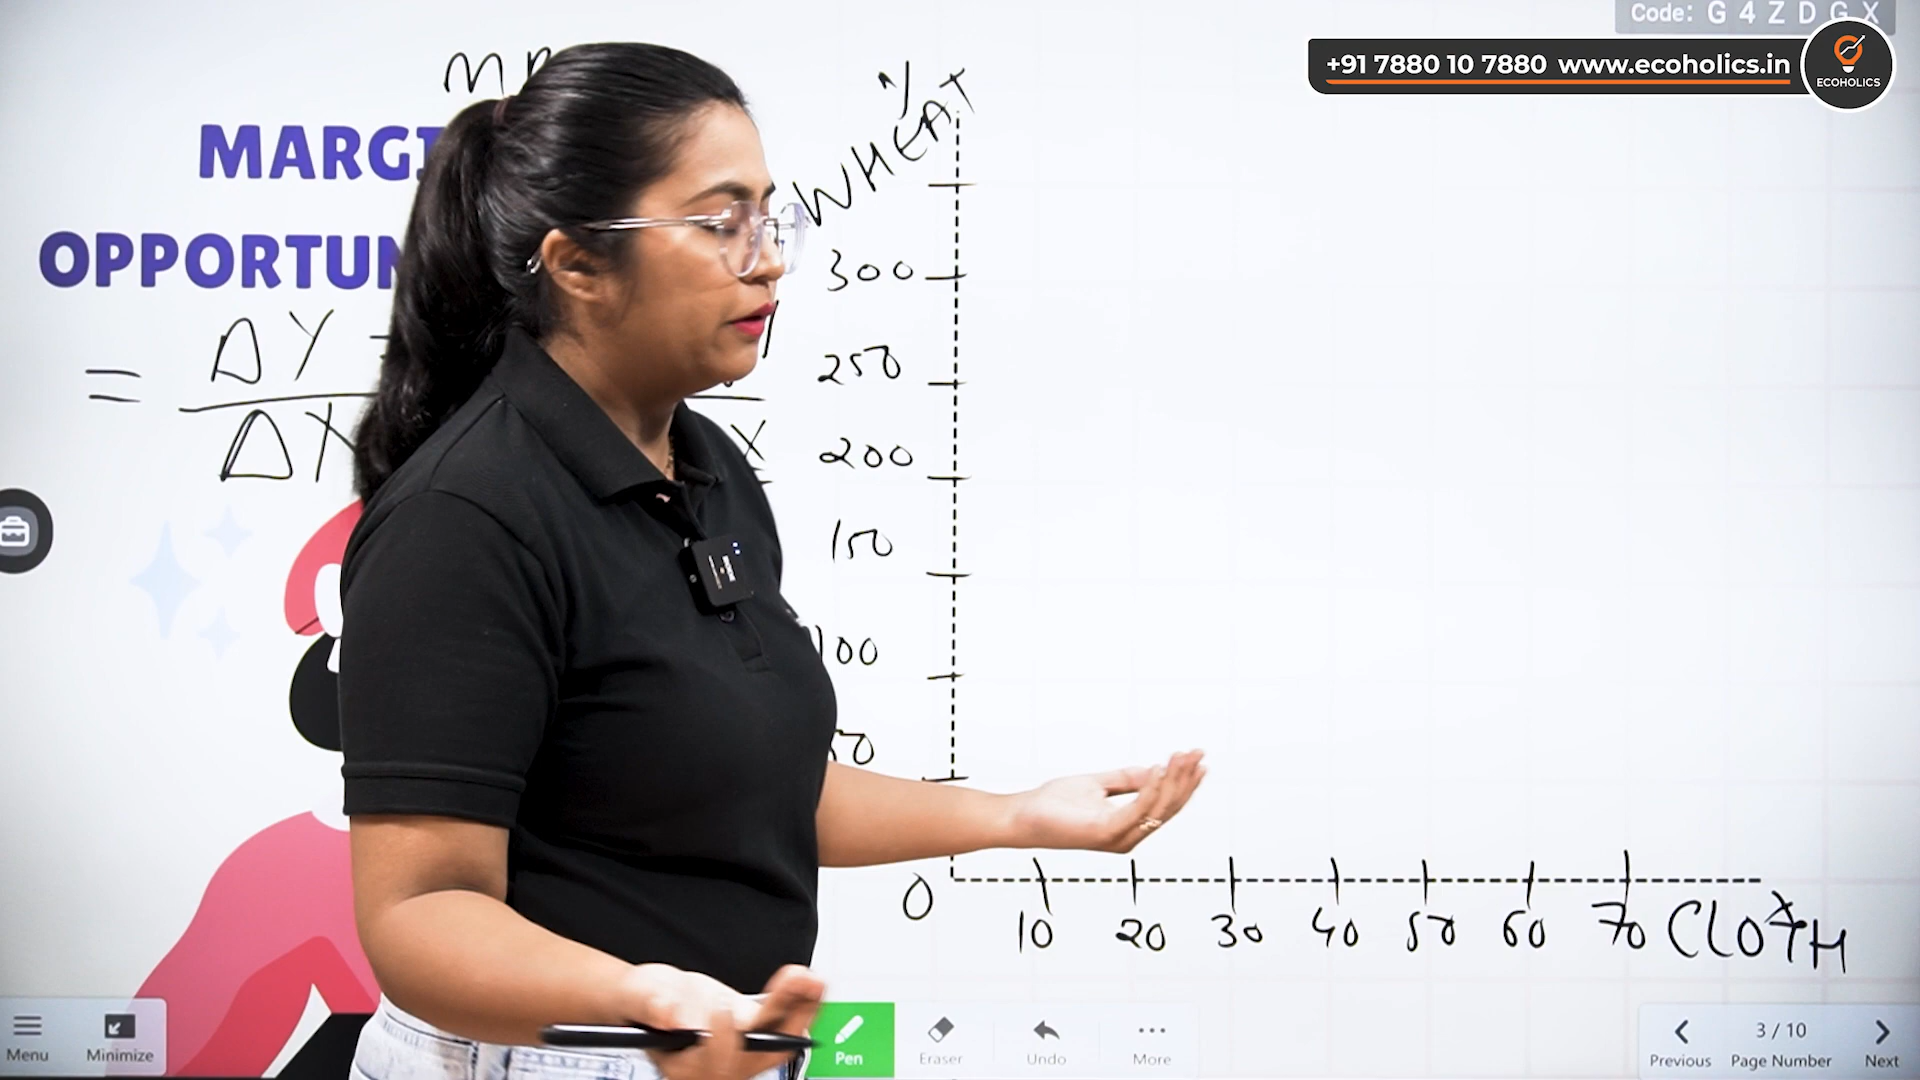 Code: G 4 Z D G X
+91 7880 10 7880 www.ecoholics.in
ECOHOLICS
WHEAT
300
250
200
150
100
0
10 20 30 40 50 60 70 CLOTH
= ΔY
ΔX
X
Menu
Minimize
Pen
Eraser
Undo
More
3 / 10
Previous
Page Number
Next